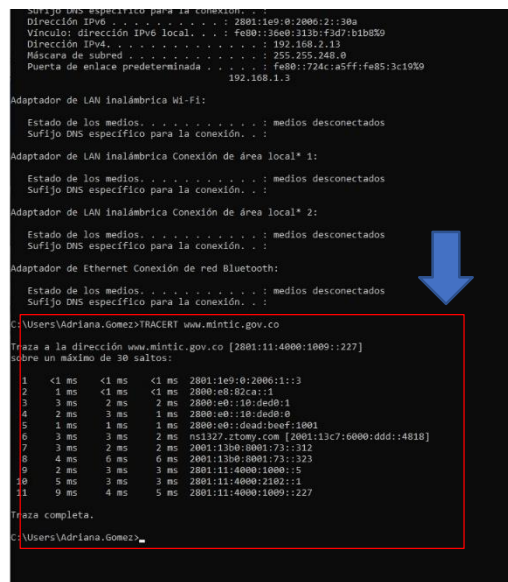 Sufijo DNS específico para la conexión. . :
Dirección IPv6 . . . . . . . . . . : 2801:1e9:0:2006:2::30a
Vínculo: dirección IPv6 local. . . : fe80::36e0:313b:f3d7:b1b8%9
Dirección IPv4. . . . . . . . . . . . . . : 192.168.2.13
Máscara de subred . . . . . . . . . . . . : 255.255.248.0
Puerta de enlace predeterminada . . . . . : fe80::724c:a5ff:fe85:3c19%9
192.168.1.3
Adaptador de LAN inalámbrica Wi-Fi:
Estado de los medios. . . . . . . . . . . : medios desconectados
Sufijo DNS específico para la conexión. . :
Adaptador de LAN inalámbrica Conexión de área local* 1:
Estado de los medios. . . . . . . . . . . : medios desconectados
Sufijo DNS específico para la conexión. . :
Adaptador de LAN inalámbrica Conexión de área local* 2:
Estado de los medios. . . . . . . . . . . : medios desconectados
Sufijo DNS específico para la conexión. . :
Adaptador de Ethernet Conexión de red Bluetooth:
Estado de los medios. . . . . . . . . . . : medios desconectados
Sufijo DNS específico para la conexión. . :
C:\Users\Adriana.Gomez>TRACERT www.mintic.gov.co
Traza a la dirección www.mintic.gov.co [2801:11:4000:1009::227]
sobre un máximo de 30 saltos:
1 <1 ms <1 ms <1 ms 2801:1e9:0:2006:1::3
2 1 ms <1 ms <1 ms 2800:e8:82ca::1
3 3 ms 2 ms 2 ms 2800:e0::10:ded0:1
4 2 ms 3 ms 1 ms 2800:e0::10:ded0:0
5 1 ms 1 ms 1 ms 2800:e0::dead:beef:1001
6 3 ms 3 ms 2 ms ns1327.ztomy.com [2001:13c7:6000:ddd::4818]
7 3 ms 2 ms 2 ms 2001:13b0:8001:73::312
8 4 ms 6 ms 6 ms 2001:13b0:8001:73::323
9 2 ms 3 ms 3 ms 2801:11:4000:1000::5
10 5 ms 3 ms 3 ms 2801:11:4000:2102::1
11 9 ms 4 ms 5 ms 2801:11:4000:1009::227
Traza completa.
C:\Users\Adriana.Gomez>